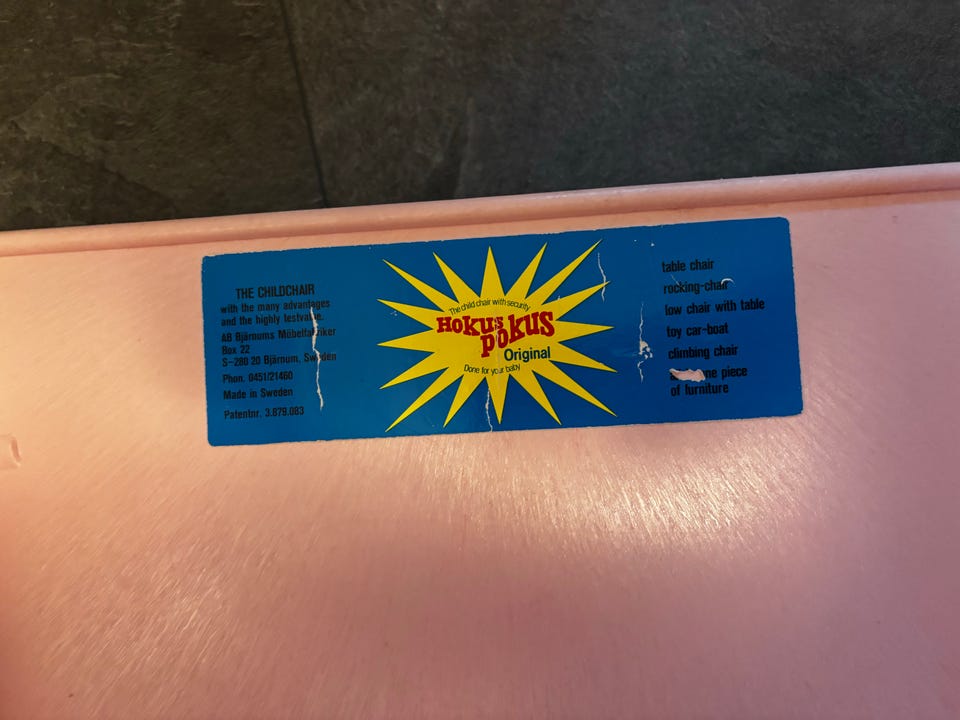 THE CHILDCHAIR
with the many advantages
and the highly testvalue.
AB Bjärnums Möbelfabriker
Box 22
S-280 20 Bjärnum, Sweden
Phon. 0451/21460
Made in Sweden
Patentnr. 3.879.083
The child chair with security
HOKUS
POKUS
Original
Done for your baby
table chair
rocking-chair
low chair with table
toy car-boat
climbing chair
one piece
of furniture